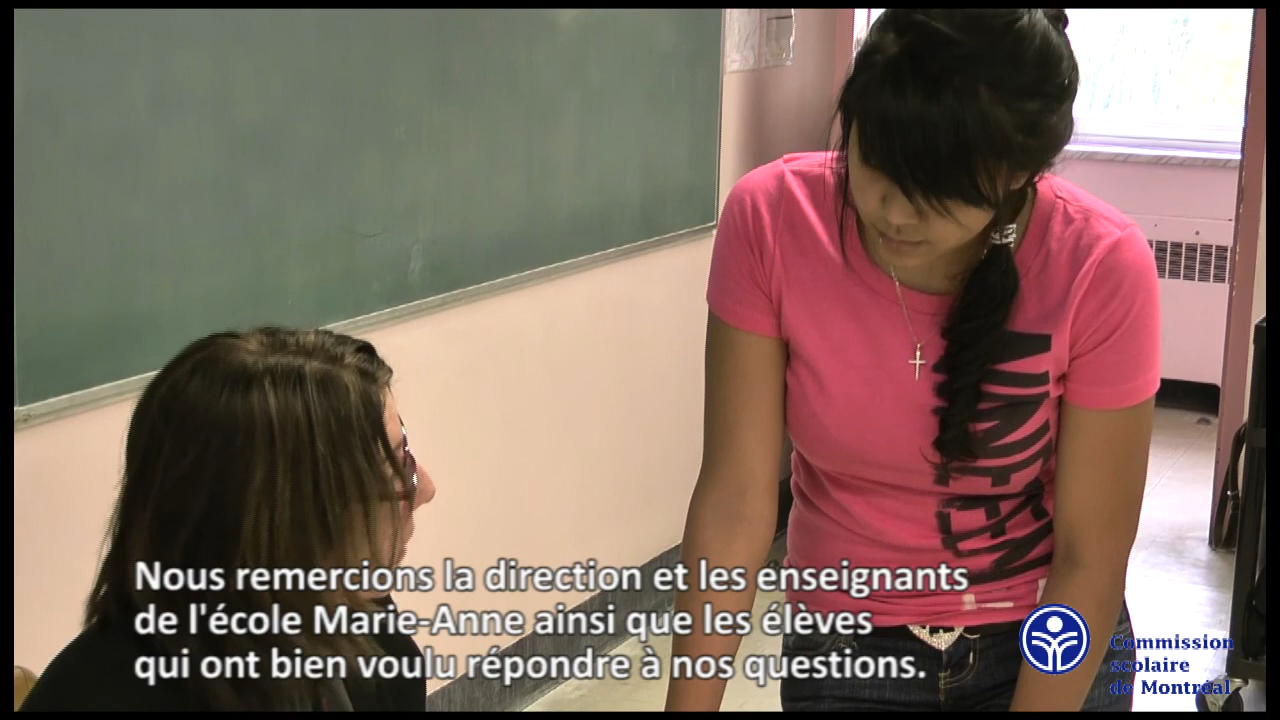 Nous remercions la direction et les enseignants
de l'école Marie-Anne ainsi que les élèves
qui ont bien voulu répondre à nos questions.
Commission
scolaire
de Montréal